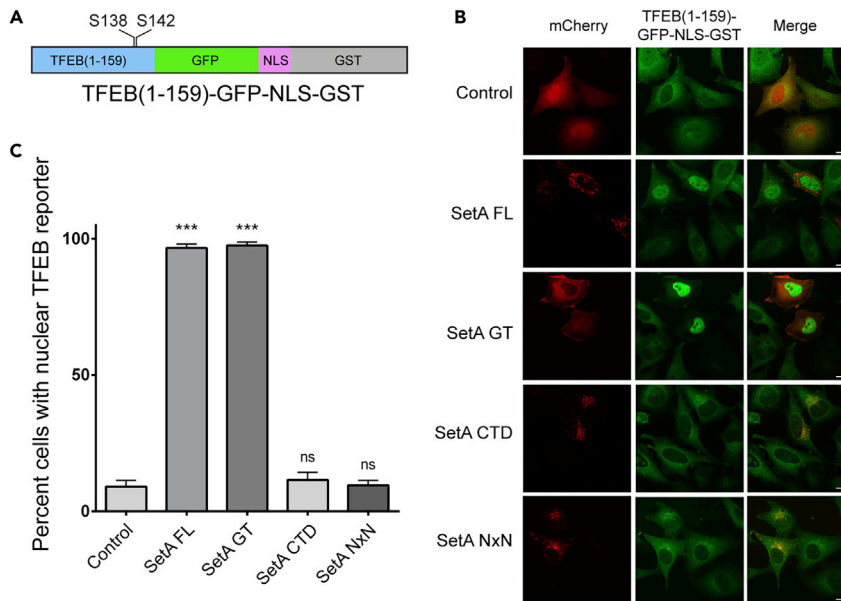 A
S138 S142
TFEB(1-159) GFP NLS GST
TFEB(1-159)-GFP-NLS-GST
B
mCherry TFEB(1-159)-GFP-NLS-GST Merge
Control
SetA FL
SetA GT
SetA CTD
SetA NxN
C
Percent cells with nuclear TFEB reporter
100
50
0
*** *** ns ns
Control SetA FL SetA GT SetA CTD SetA NxN